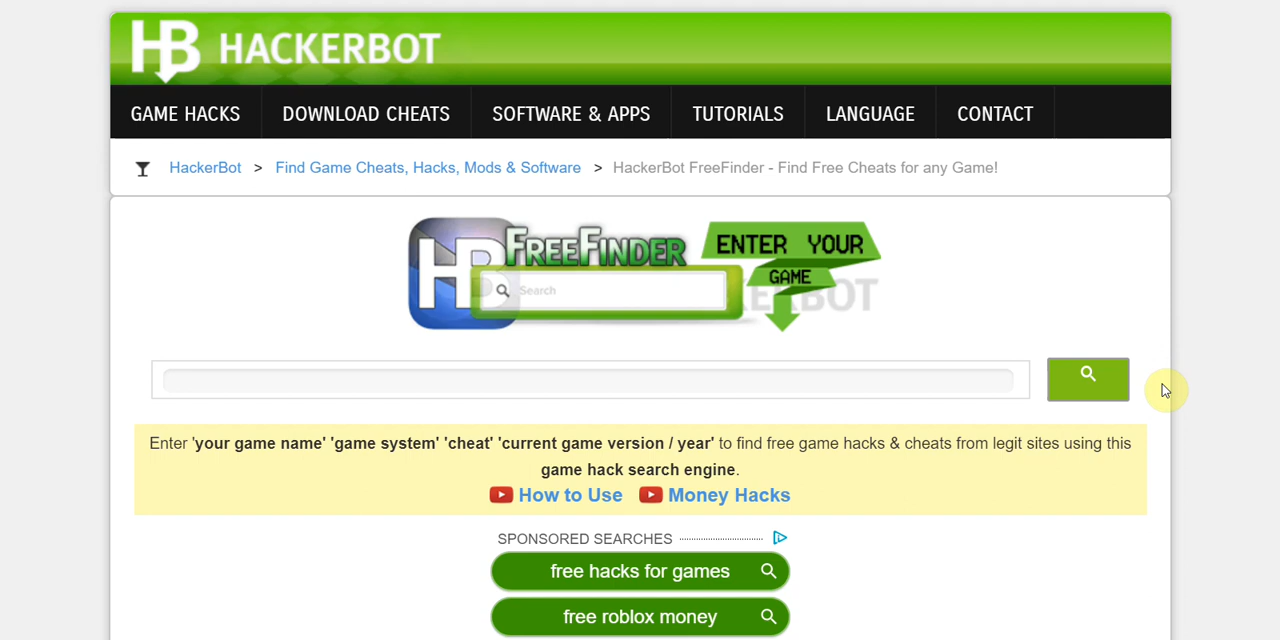 HB HACKERBOT
GAME HACKS DOWNLOAD CHEATS SOFTWARE & APPS TUTORIALS LANGUAGE CONTACT
HackerBot > Find Game Cheats, Hacks, Mods & Software > HackerBot FreeFinder - Find Free Cheats for any Game!
HB FREEFINDER ENTER YOUR
GAME
Search
Enter 'your game name' 'game system' 'cheat' 'current game version / year' to find free game hacks & cheats from legit sites using this
game hack search engine.
How to Use Money Hacks
SPONSORED SEARCHES
free hacks for games
free roblox money